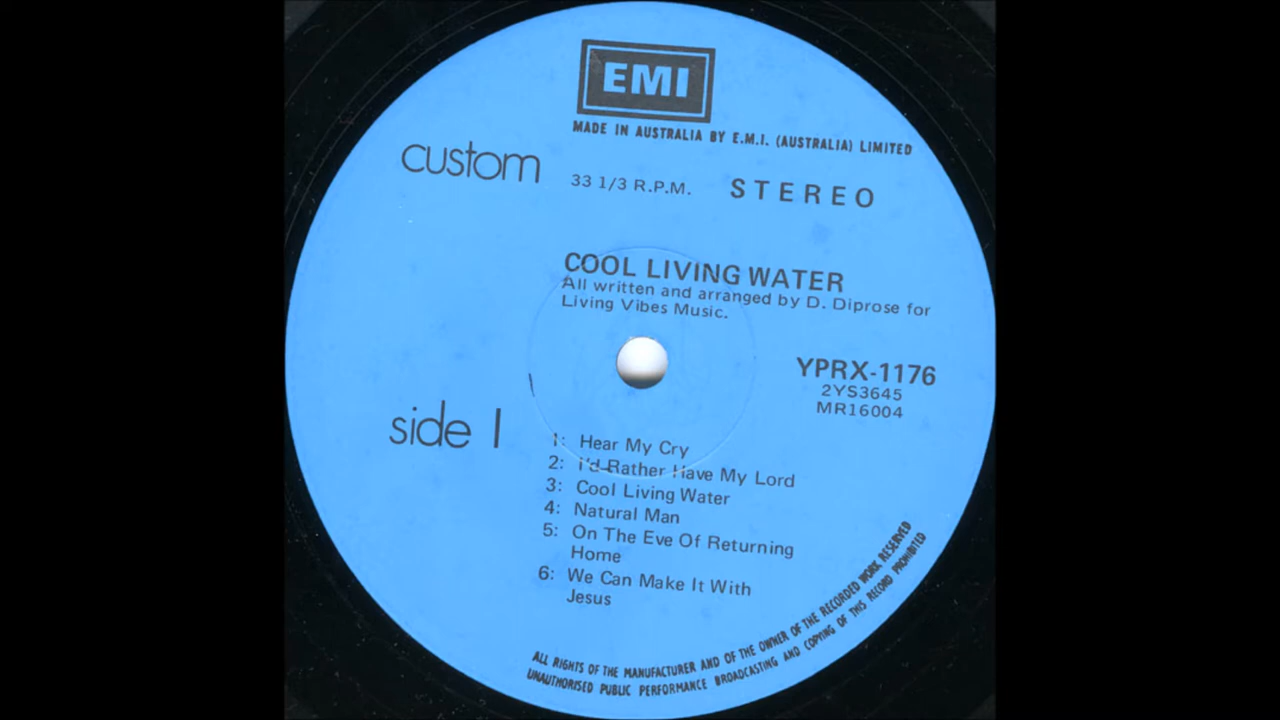 EMI
MADE IN AUSTRALIA BY E.M.I. (AUSTRALIA) LIMITED
custom
33 1/3 R.P.M.
STEREO
COOL LIVING WATER
All written and arranged by D. Diprose for
Living Vibes Music.
YPRX-1176
2YS3645
MR16004
side 1
1: Hear My Cry
2: I'd Rather Have My Lord
3: Cool Living Water
4: Natural Man
5: On The Eve Of Returning
Home
6: We Can Make It With
Jesus
ALL RIGHTS OF THE MANUFACTURER AND OF THE OWNER OF THE RECORDED WORK RESERVED
UNAUTHORISED PUBLIC PERFORMANCE BROADCASTING AND COPYING OF THIS RECORD PROHIBITED